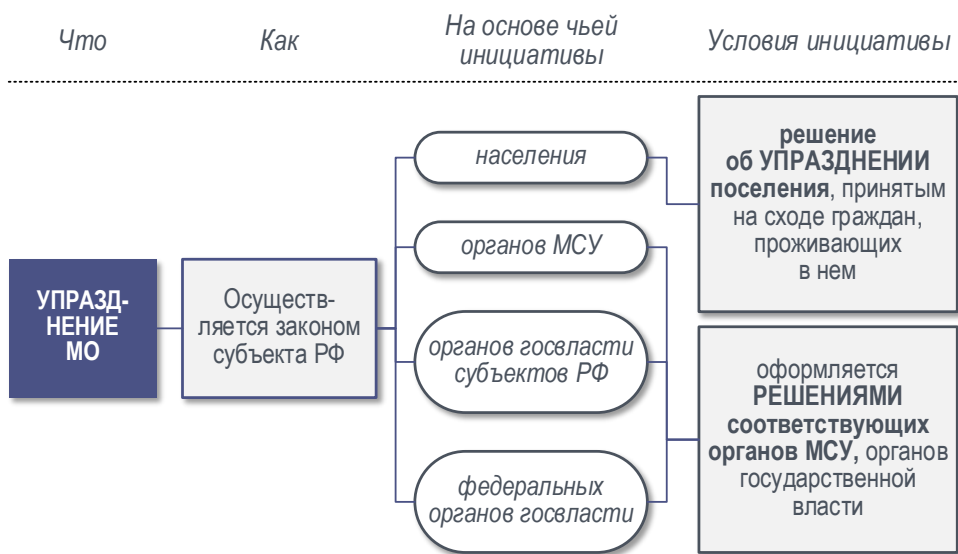 Что
Как
На основе чьей
инициативы
Условия инициативы
УПРАЗД-
НЕНИЕ
МО
Осуществ-
ляется законом
субъекта РФ
населения
органов МСУ
органов госвласти
субъектов РФ
федеральных
органов госвласти
решение
об УПРАЗДНЕНИИ
поселения, принятым
на сходе граждан,
проживающих
в нем
оформляется
РЕШЕНИЯМИ
соответствующих
органов МСУ, органов
государственной
власти